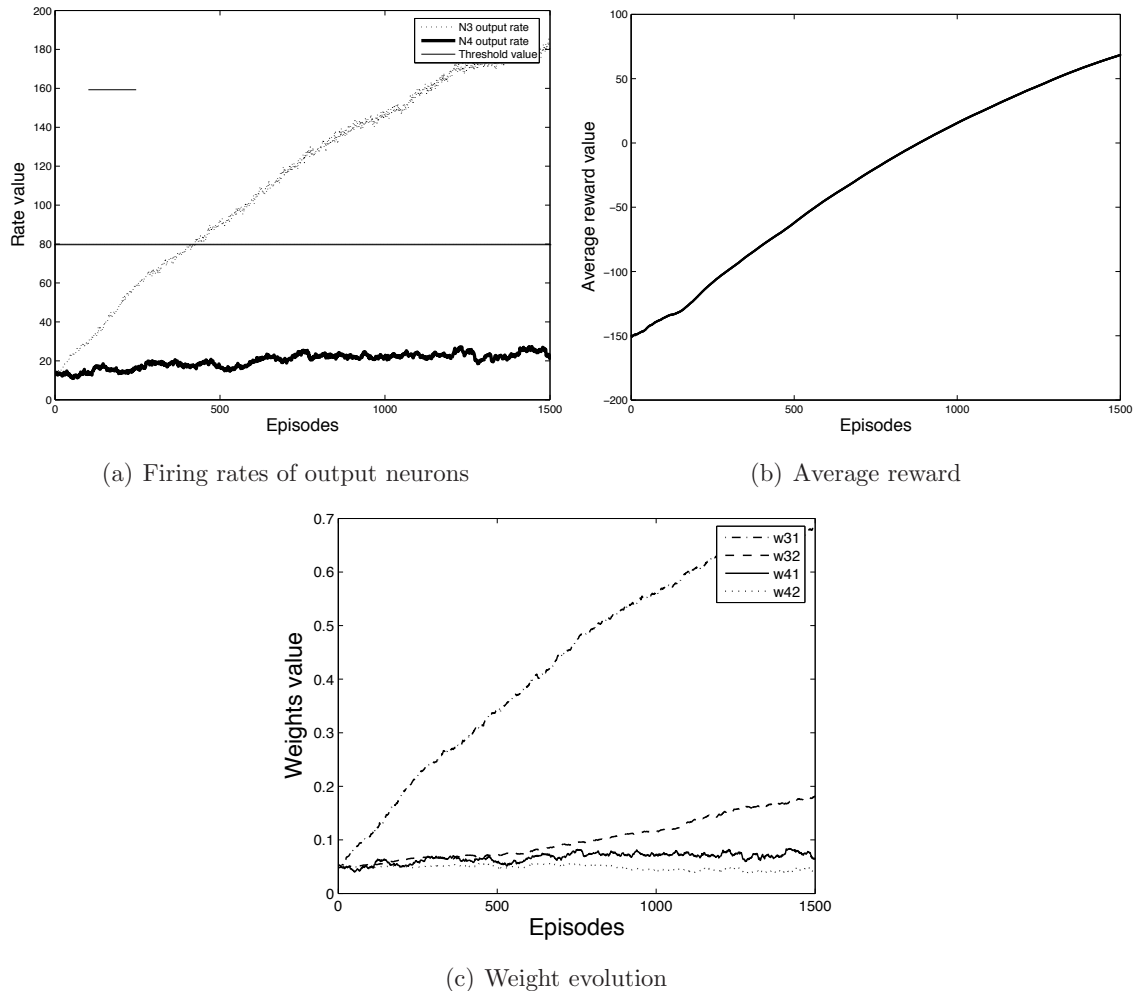 200
180
160
140
120
100
80
60
40
20
0
Rate value
N3 output rate
N4 output rate
Threshold value
0 500 1000 1500
Episodes
(a) Firing rates of output neurons
100
50
0
−50
−100
−150
−200
Average reward value
0 500 1000 1500
Episodes
(b) Average reward
0.7
0.6
0.5
0.4
0.3
0.2
0.1
0
Weights value
w31
w32
w41
w42
0 500 1000 1500
Episodes
(c) Weight evolution